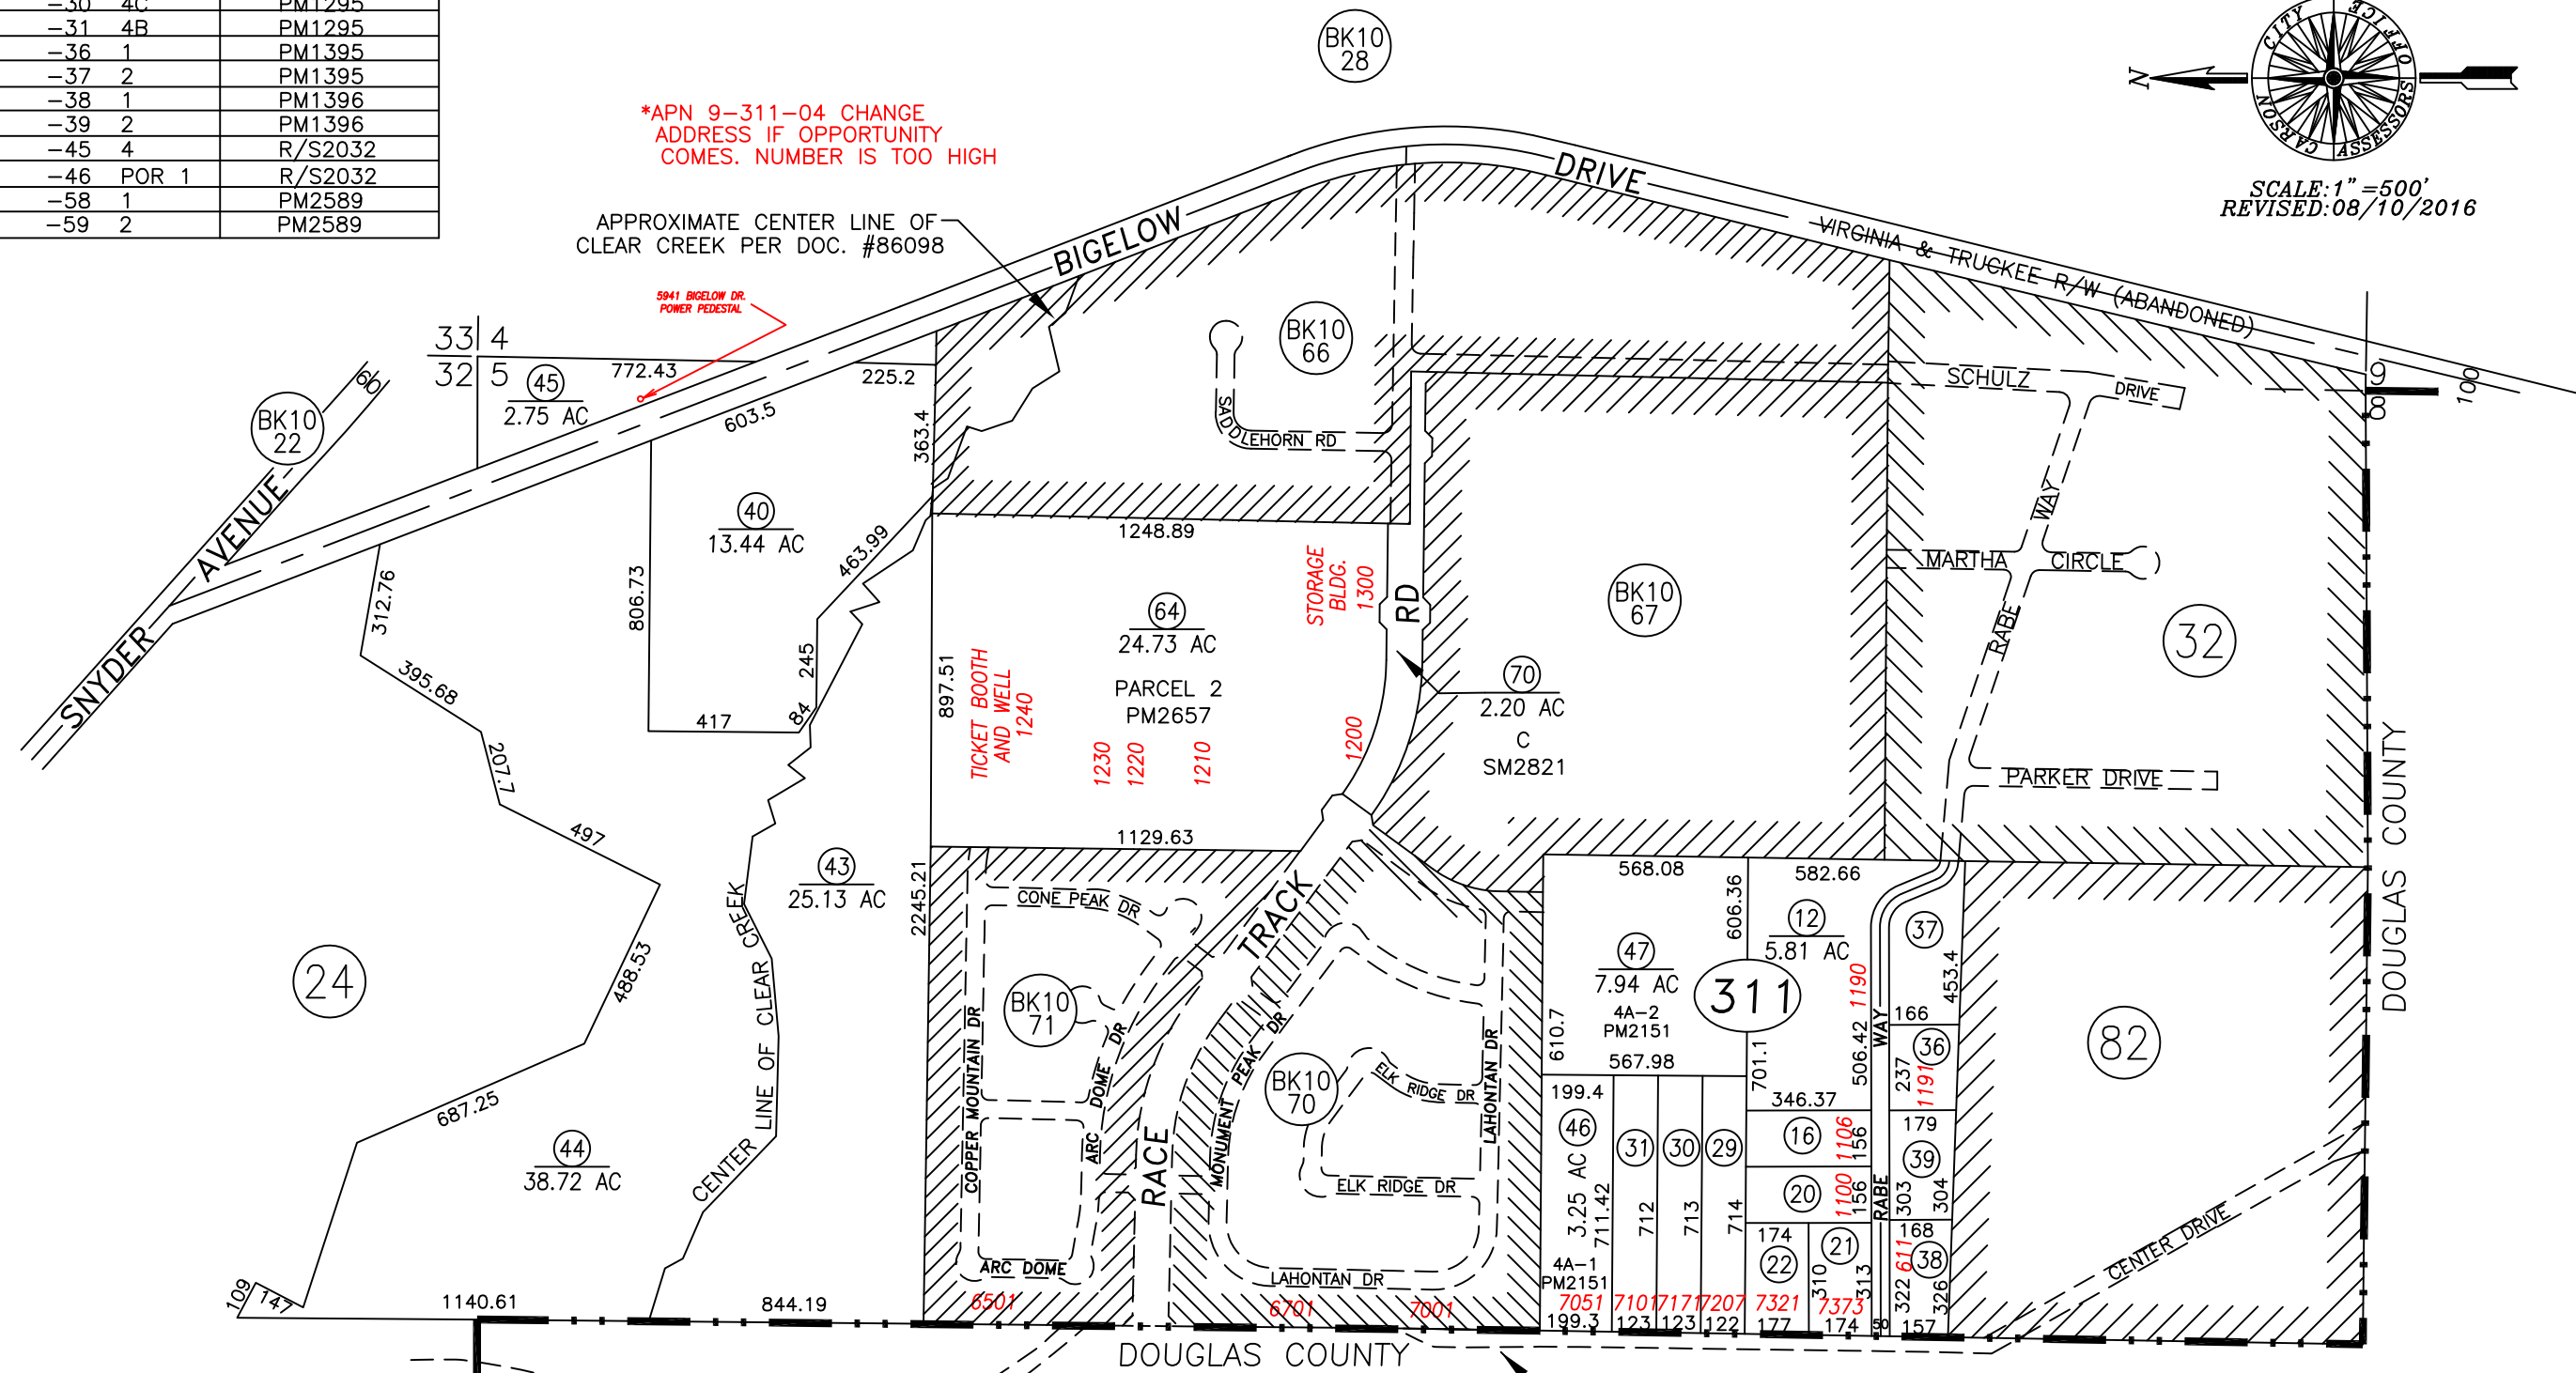 -30 4C PM1295
-31 4B PM1295
-36 1 PM1395
-37 2 PM1395
-38 1 PM1396
-39 2 PM1396
-45 4 R/S2032
-46 POR 1 R/S2032
-58 1 PM2589
-59 2 PM2589
*APN 9-311-04 CHANGE
ADDRESS IF OPPORTUNITY
COMES. NUMBER IS TOO HIGH
APPROXIMATE CENTER LINE OF
CLEAR CREEK PER DOC. #86098
5941 BIGELOW DR.
POWER PEDESTAL
BK10
28
N
CARSON CITY
ASSESSORS OFFICE
SCALE:1"=500'
REVISED:08/10/2016
BIGELOW DRIVE
VIRGINIA & TRUCKEE R/W (ABANDONED)
33 4
32 5
45
2.75 AC
772.43
225.2
603.5
363.4
60
BK10
22
SNYDER AVENUE
BK10
66
SADDLEHORN RD
SCHULZ DRIVE
9
8
100
40
13.44 AC
463.99
312.76
806.73
395.68
245
417
84
207.7
497
488.53
687.25
24
43
25.13 AC
44
38.72 AC
CENTER LINE OF CLEAR CREEK
109
147
1140.61
844.19
1248.89
897.51
2245.21
64
24.73 AC
PARCEL 2
PM2657
STORAGE
BLDG.
1300
TICKET BOOTH
AND WELL
1240
1230
1220
1210
1200
1129.63
RACE TRACK RD
70
2.20 AC
C
SM2821
BK10
67
WAY
RABE
MARTHA CIRCLE
32
PARKER DRIVE
DOUGLAS COUNTY
CONE PEAK DR
BK10
71
COPPER MOUNTAIN DR
ARC DOME DR
ARC DOME
6501
MONUMENT PEAK DR
BK10
70
ELK RIDGE DR
ELK RIDGE DR
LAHONTAN DR
LAHONTAN DR
6701
7001
568.08
582.66
606.36
47
7.94 AC
4A-2
PM2151
610.7
567.98
12
5.81 AC
311
701.1
506.42
1190
346.37
RABE WAY
37
453.4
166
36
237
1191
179
39
303
304
168
38
611
322
326
157
199.4
46
3.25 AC
711.42
4A-1
PM2151
7051
199.3
31
712
7101
123
30
713
7171
123
29
714
7207
122
16
1106
156
20
1100
156
174
22
7321
177
21
310
313
7373
174
50
82
CENTER DRIVE
DOUGLAS COUNTY